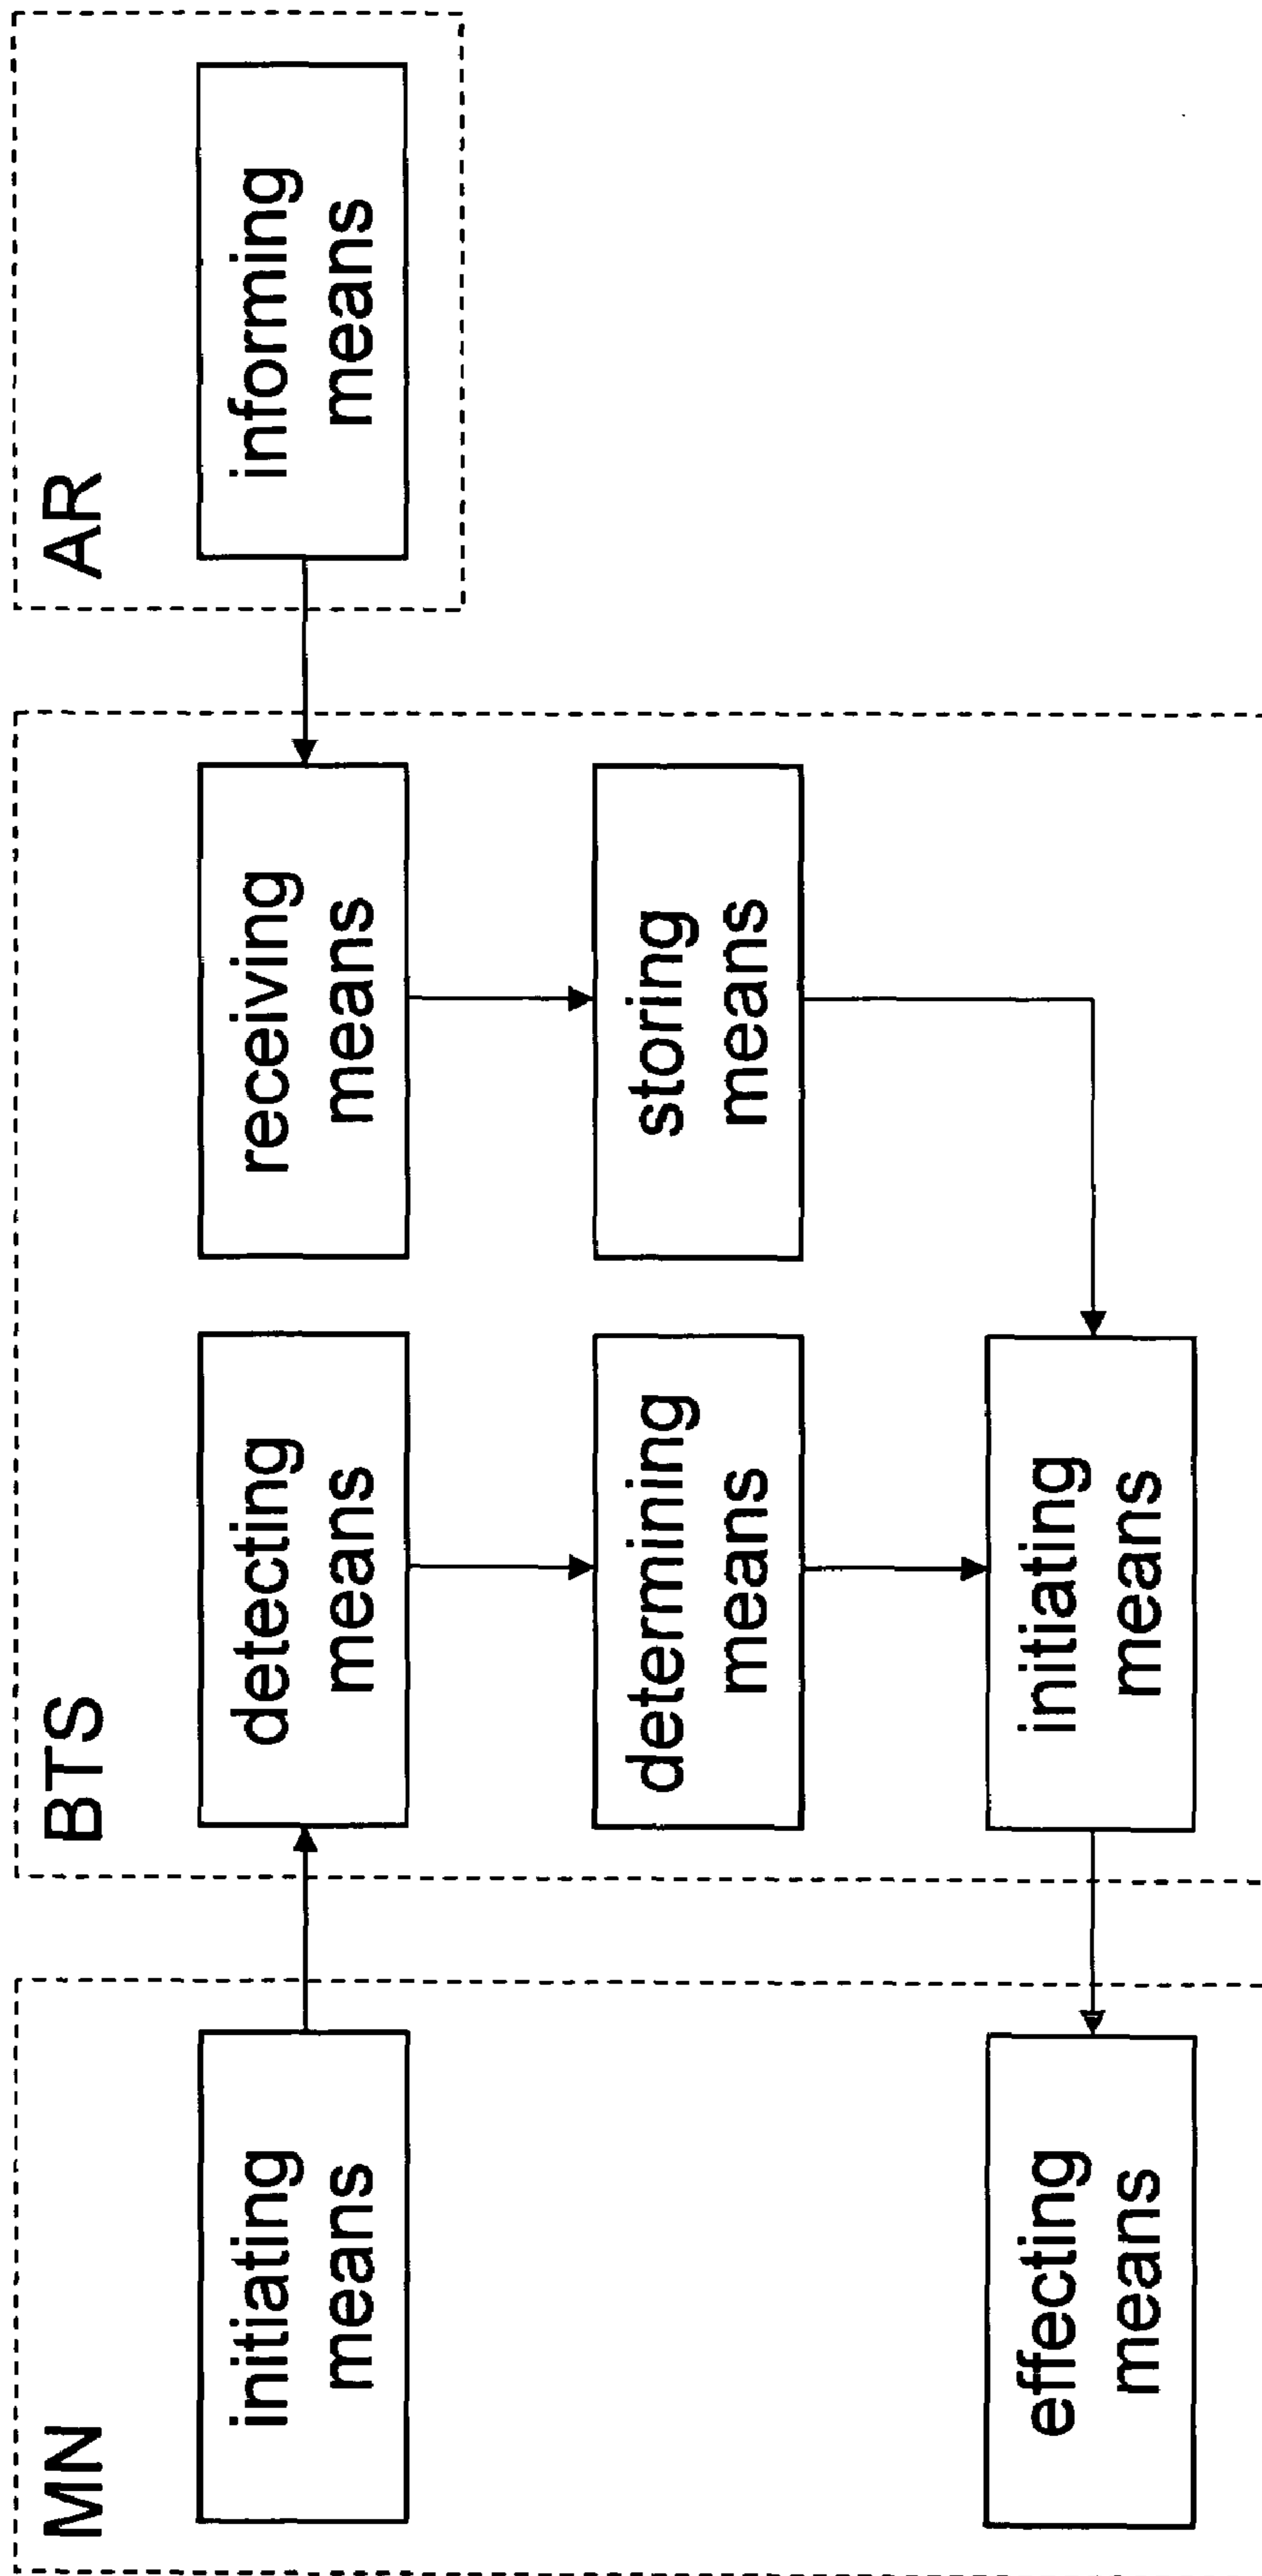 MN
initiating
means
effecting
means
BTS
detecting
means
determining
means
initiating
means
receiving
means
storing
means
AR
informing
means